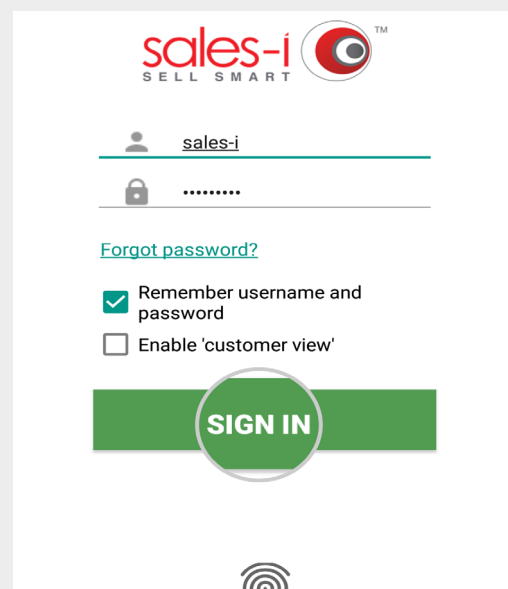 sales-i
TM
SELL SMART
sales-i
•••••••••
Forgot password?
Remember username and
password
Enable 'customer view'
SIGN IN